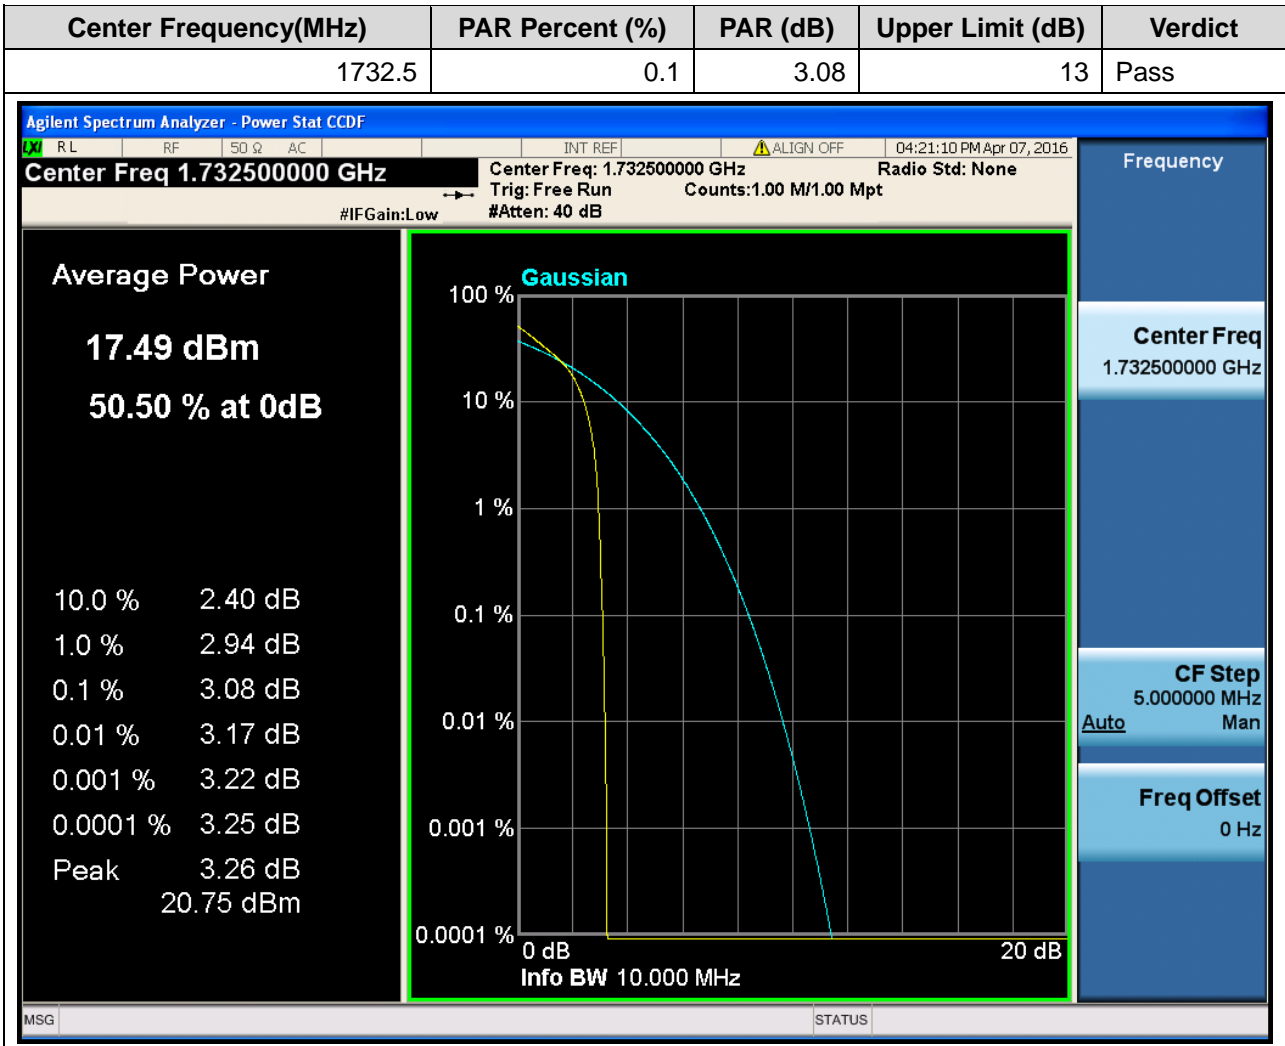 Center Frequency(MHz) PAR Percent (%) PAR (dB) Upper Limit (dB) Verdict
1732.5 0.1 3.08 13 Pass
Agilent Spectrum Analyzer - Power Stat CCDF
LXI RL RF 50 Ω AC INT REF ALIGN OFF 04:21:10 PM Apr 07, 2016
Center Freq 1.732500000 GHz
Center Freq: 1.732500000 GHz Radio Std: None
Trig: Free Run Counts:1.00 M/1.00 Mpt
#IFGain:Low #Atten: 40 dB
Average Power
17.49 dBm
50.50 % at 0dB
10.0 % 2.40 dB
1.0 % 2.94 dB
0.1 % 3.08 dB
0.01 % 3.17 dB
0.001 % 3.22 dB
0.0001 % 3.25 dB
Peak 3.26 dB
20.75 dBm
Gaussian
100 %
10 %
1 %
0.1 %
0.01 %
0.001 %
0.0001 %
0 dB 20 dB
Info BW 10.000 MHz
Frequency
Center Freq
1.732500000 GHz
CF Step
5.000000 MHz
Auto Man
Freq Offset
0 Hz
MSG STATUS